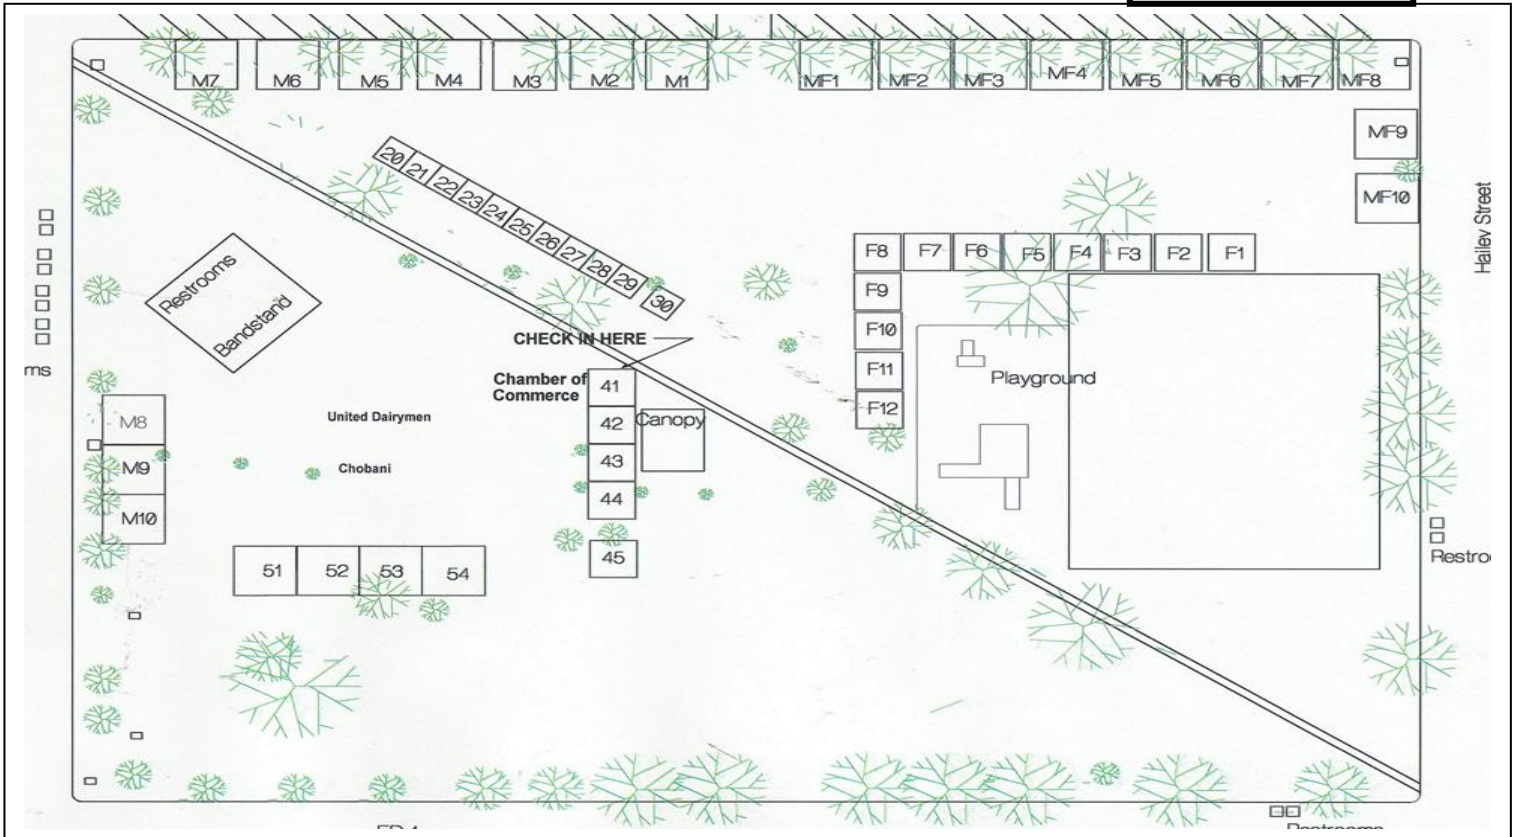 M7 M6 M5 M4 M3 M2 M1 MF1 MF2 MF3 MF4 MF5 MF6 MF7 MF8
MF9
MF10
Hailey Street
20 21 22 23 24 25 26 27 28 29 30
F8 F7 F6 F5 F4 F3 F2 F1
F9
F10
F11
F12
Restrooms
Bandstand
CHECK IN HERE
ms
Playground
Chamber of
Commerce
41
42
43
44
45
Canopy
United Dairymen
Chobani
M8
M9
M10
51 52 53 54
Restro
Restrooms